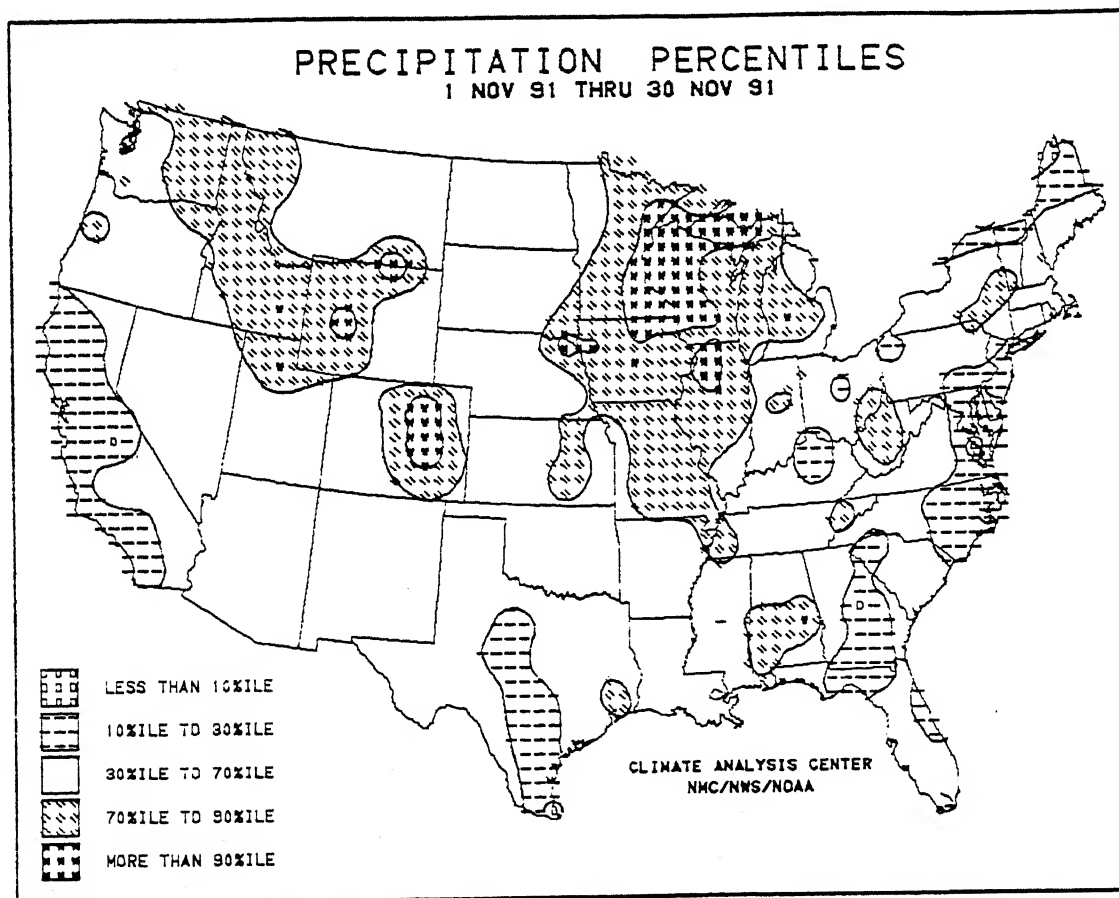 PRECIPITATION PERCENTILES
1 NOV 91 THRU 30 NOV 91
LESS THAN 10%ILE
10%ILE TO 30%ILE
30%ILE TO 70%ILE
70%ILE TO 90%ILE
MORE THAN 90%ILE
CLIMATE ANALYSIS CENTER
NMC/NWS/NOAA